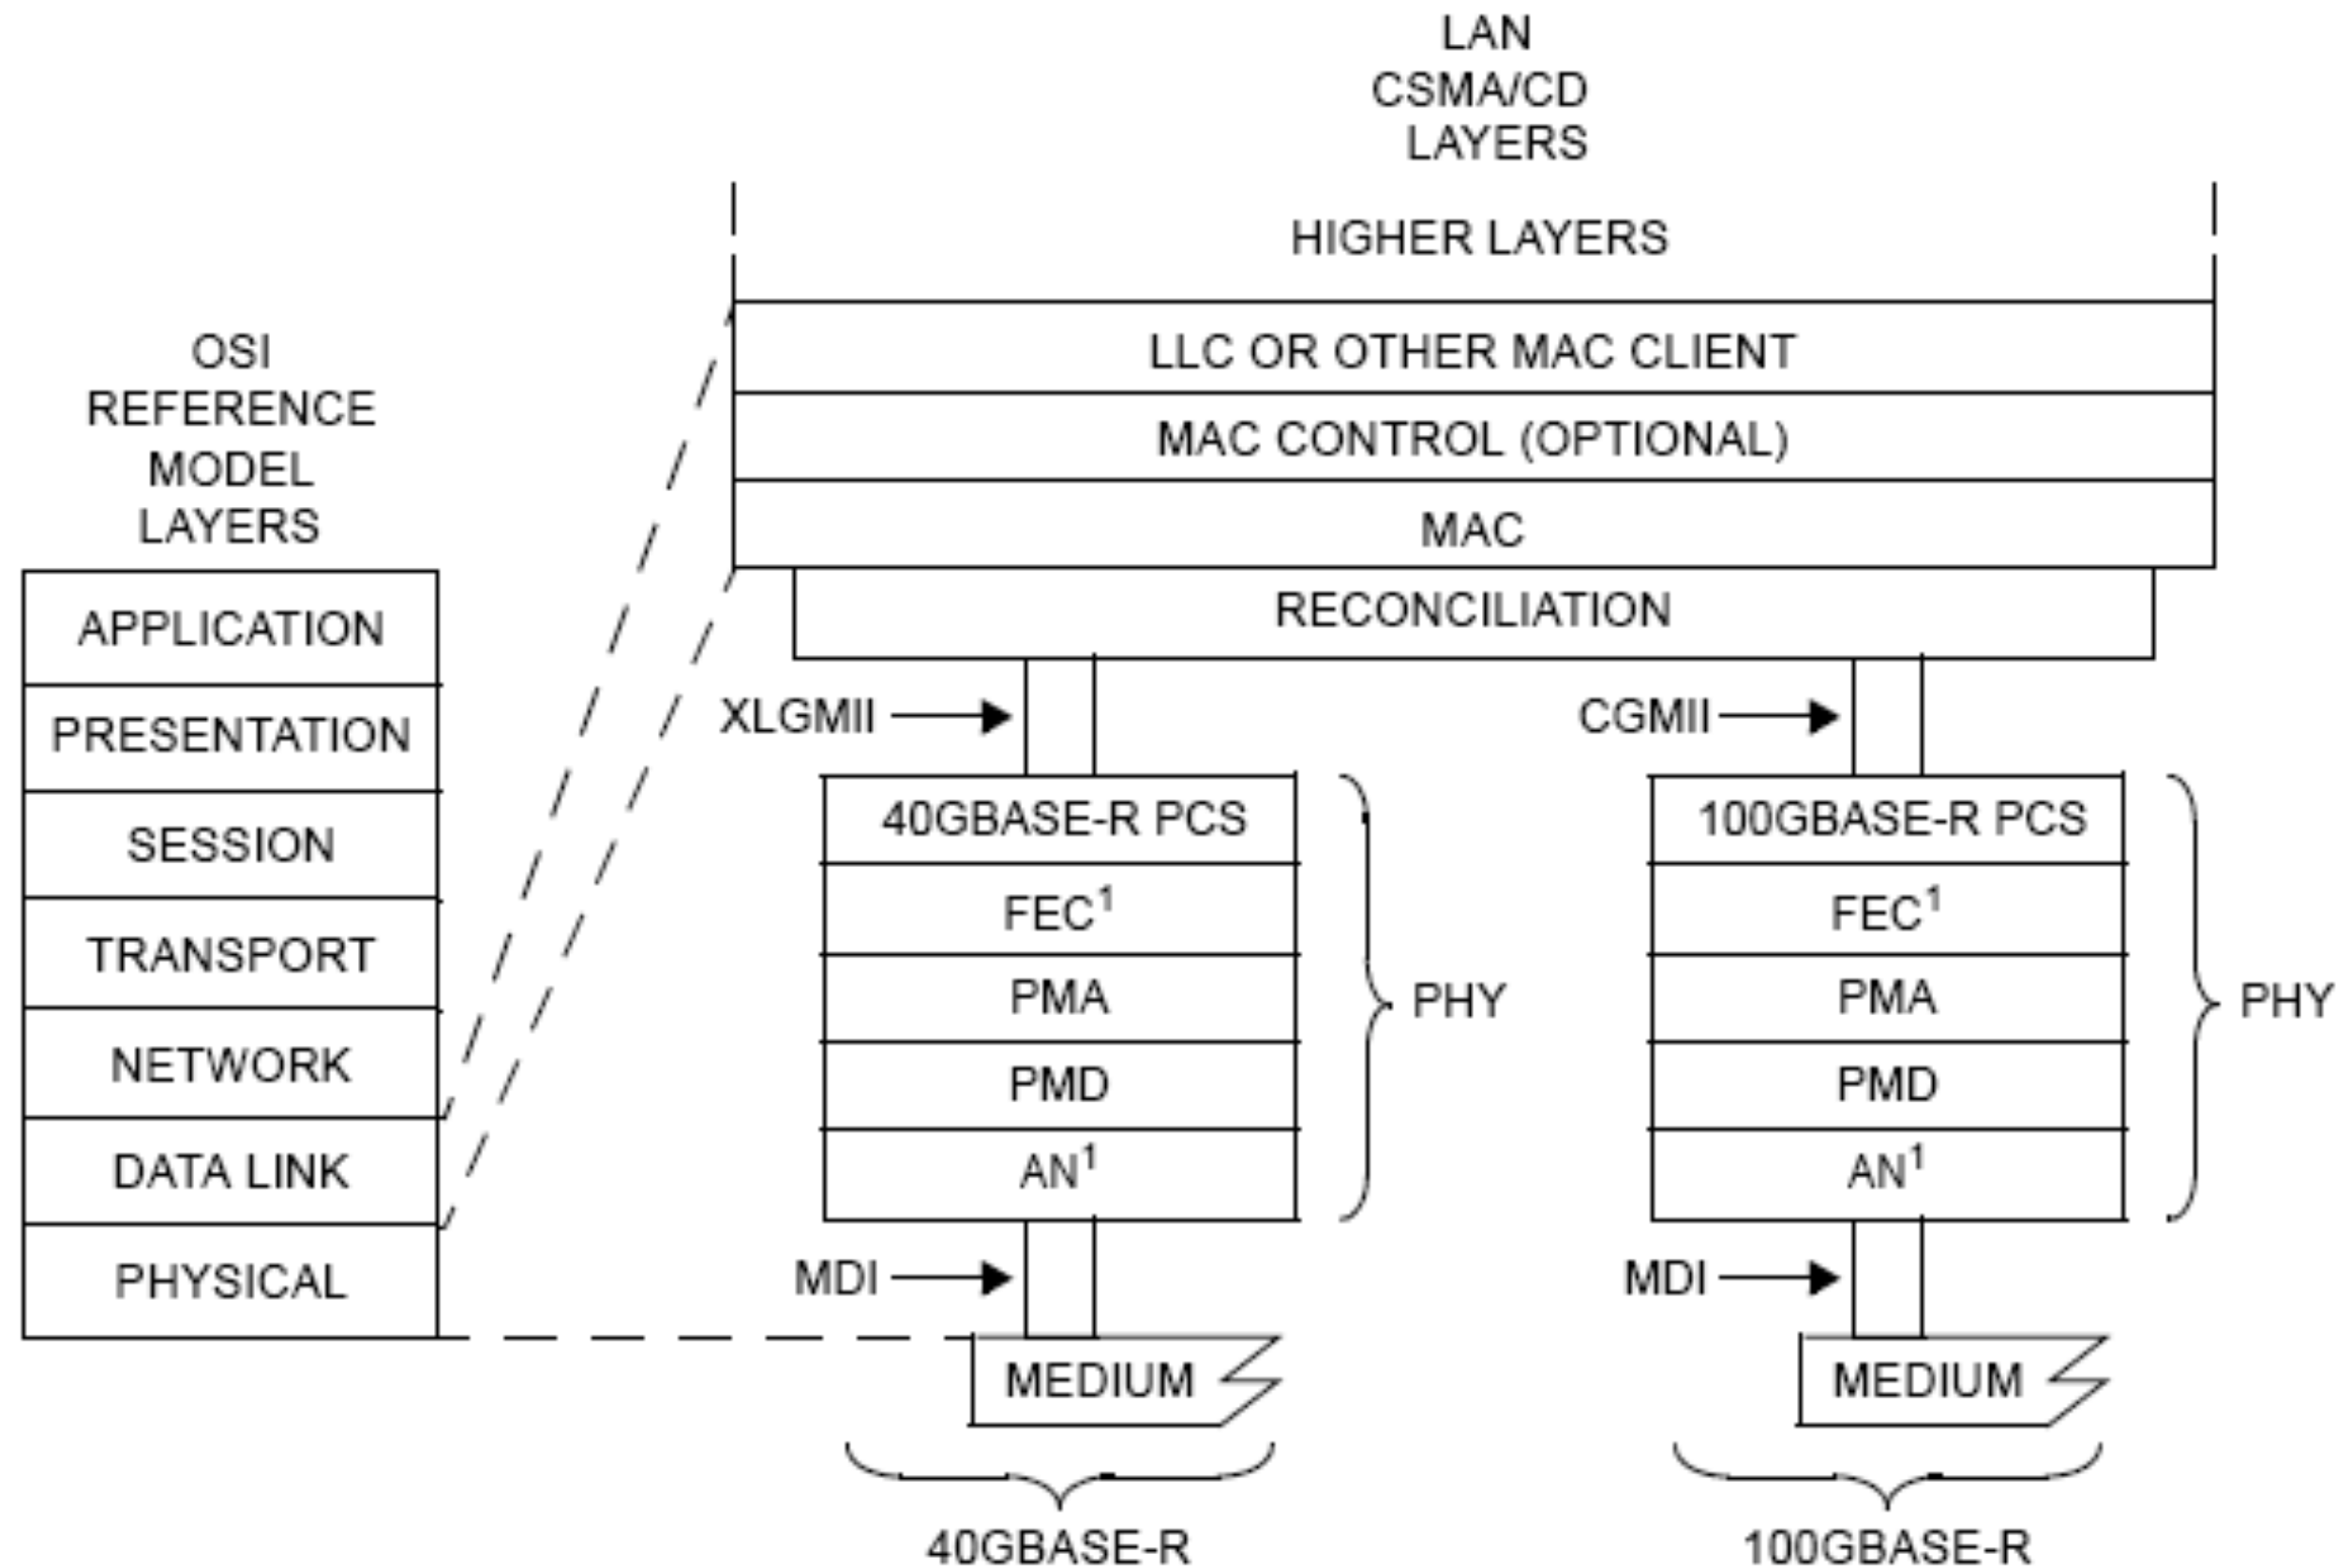 LAN
CSMA/CD
LAYERS
HIGHER LAYERS
LLC OR OTHER MAC CLIENT
MAC CONTROL (OPTIONAL)
MAC
RECONCILIATION
OSI
REFERENCE
MODEL
LAYERS
APPLICATION
PRESENTATION
SESSION
TRANSPORT
NETWORK
DATA LINK
PHYSICAL
XLGMII
40GBASE-R PCS
FEC¹
PMA
PMD
AN¹
PHY
MDI
MEDIUM
40GBASE-R
CGMII
100GBASE-R PCS
FEC¹
PMA
PMD
AN¹
PHY
MDI
MEDIUM
100GBASE-R